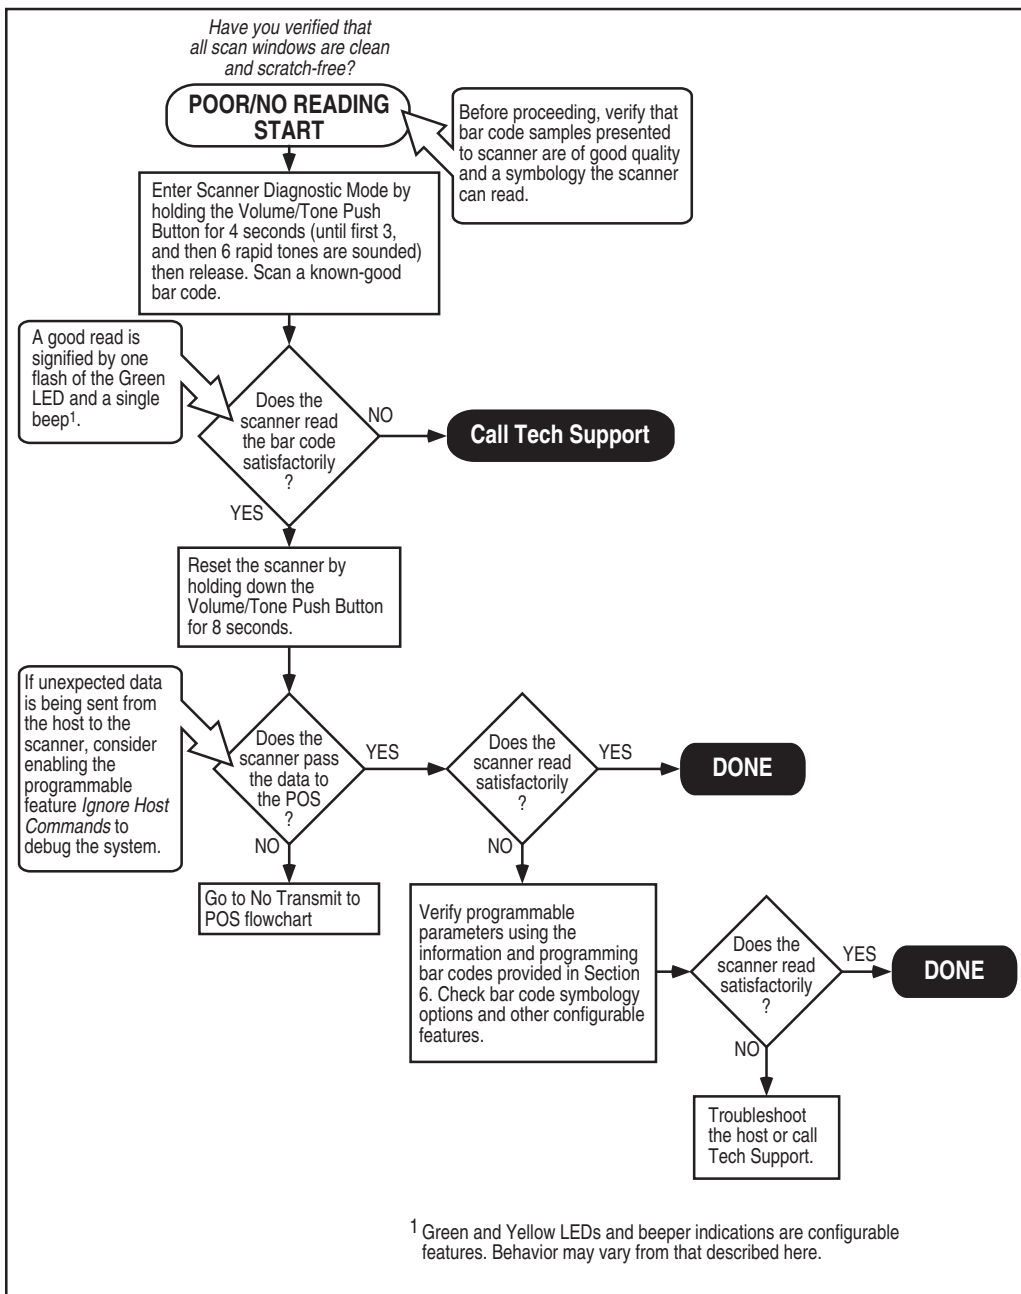 Have you verified that
all scan windows are clean
and scratch-free?
POOR/NO READING
START
Before proceeding, verify that
bar code samples presented
to scanner are of good quality
and a symbology the scanner
can read.
Enter Scanner Diagnostic Mode by
holding the Volume/Tone Push
Button for 4 seconds (until first 3,
and then 6 rapid tones are sounded)
then release. Scan a known-good
bar code.
A good read is
signified by one
flash of the Green
LED and a single
beep1.
Does the
scanner read
the bar code
satisfactorily
?
NO
Call Tech Support
YES
Reset the scanner by
holding down the
Volume/Tone Push Button
for 8 seconds.
If unexpected data
is being sent from
the host to the
scanner, consider
enabling the
programmable
feature Ignore Host
Commands to
debug the system.
Does the
scanner pass
the data to
the POS
?
YES
Does the
scanner read
satisfactorily
?
YES
DONE
NO
Go to No Transmit to
POS flowchart
NO
Verify programmable
parameters using the
information and programming
bar codes provided in Section
6. Check bar code symbology
options and other configurable
features.
Does the
scanner read
satisfactorily
?
YES
DONE
NO
Troubleshoot
the host or call
Tech Support.
1 Green and Yellow LEDs and beeper indications are configurable
features. Behavior may vary from that described here.